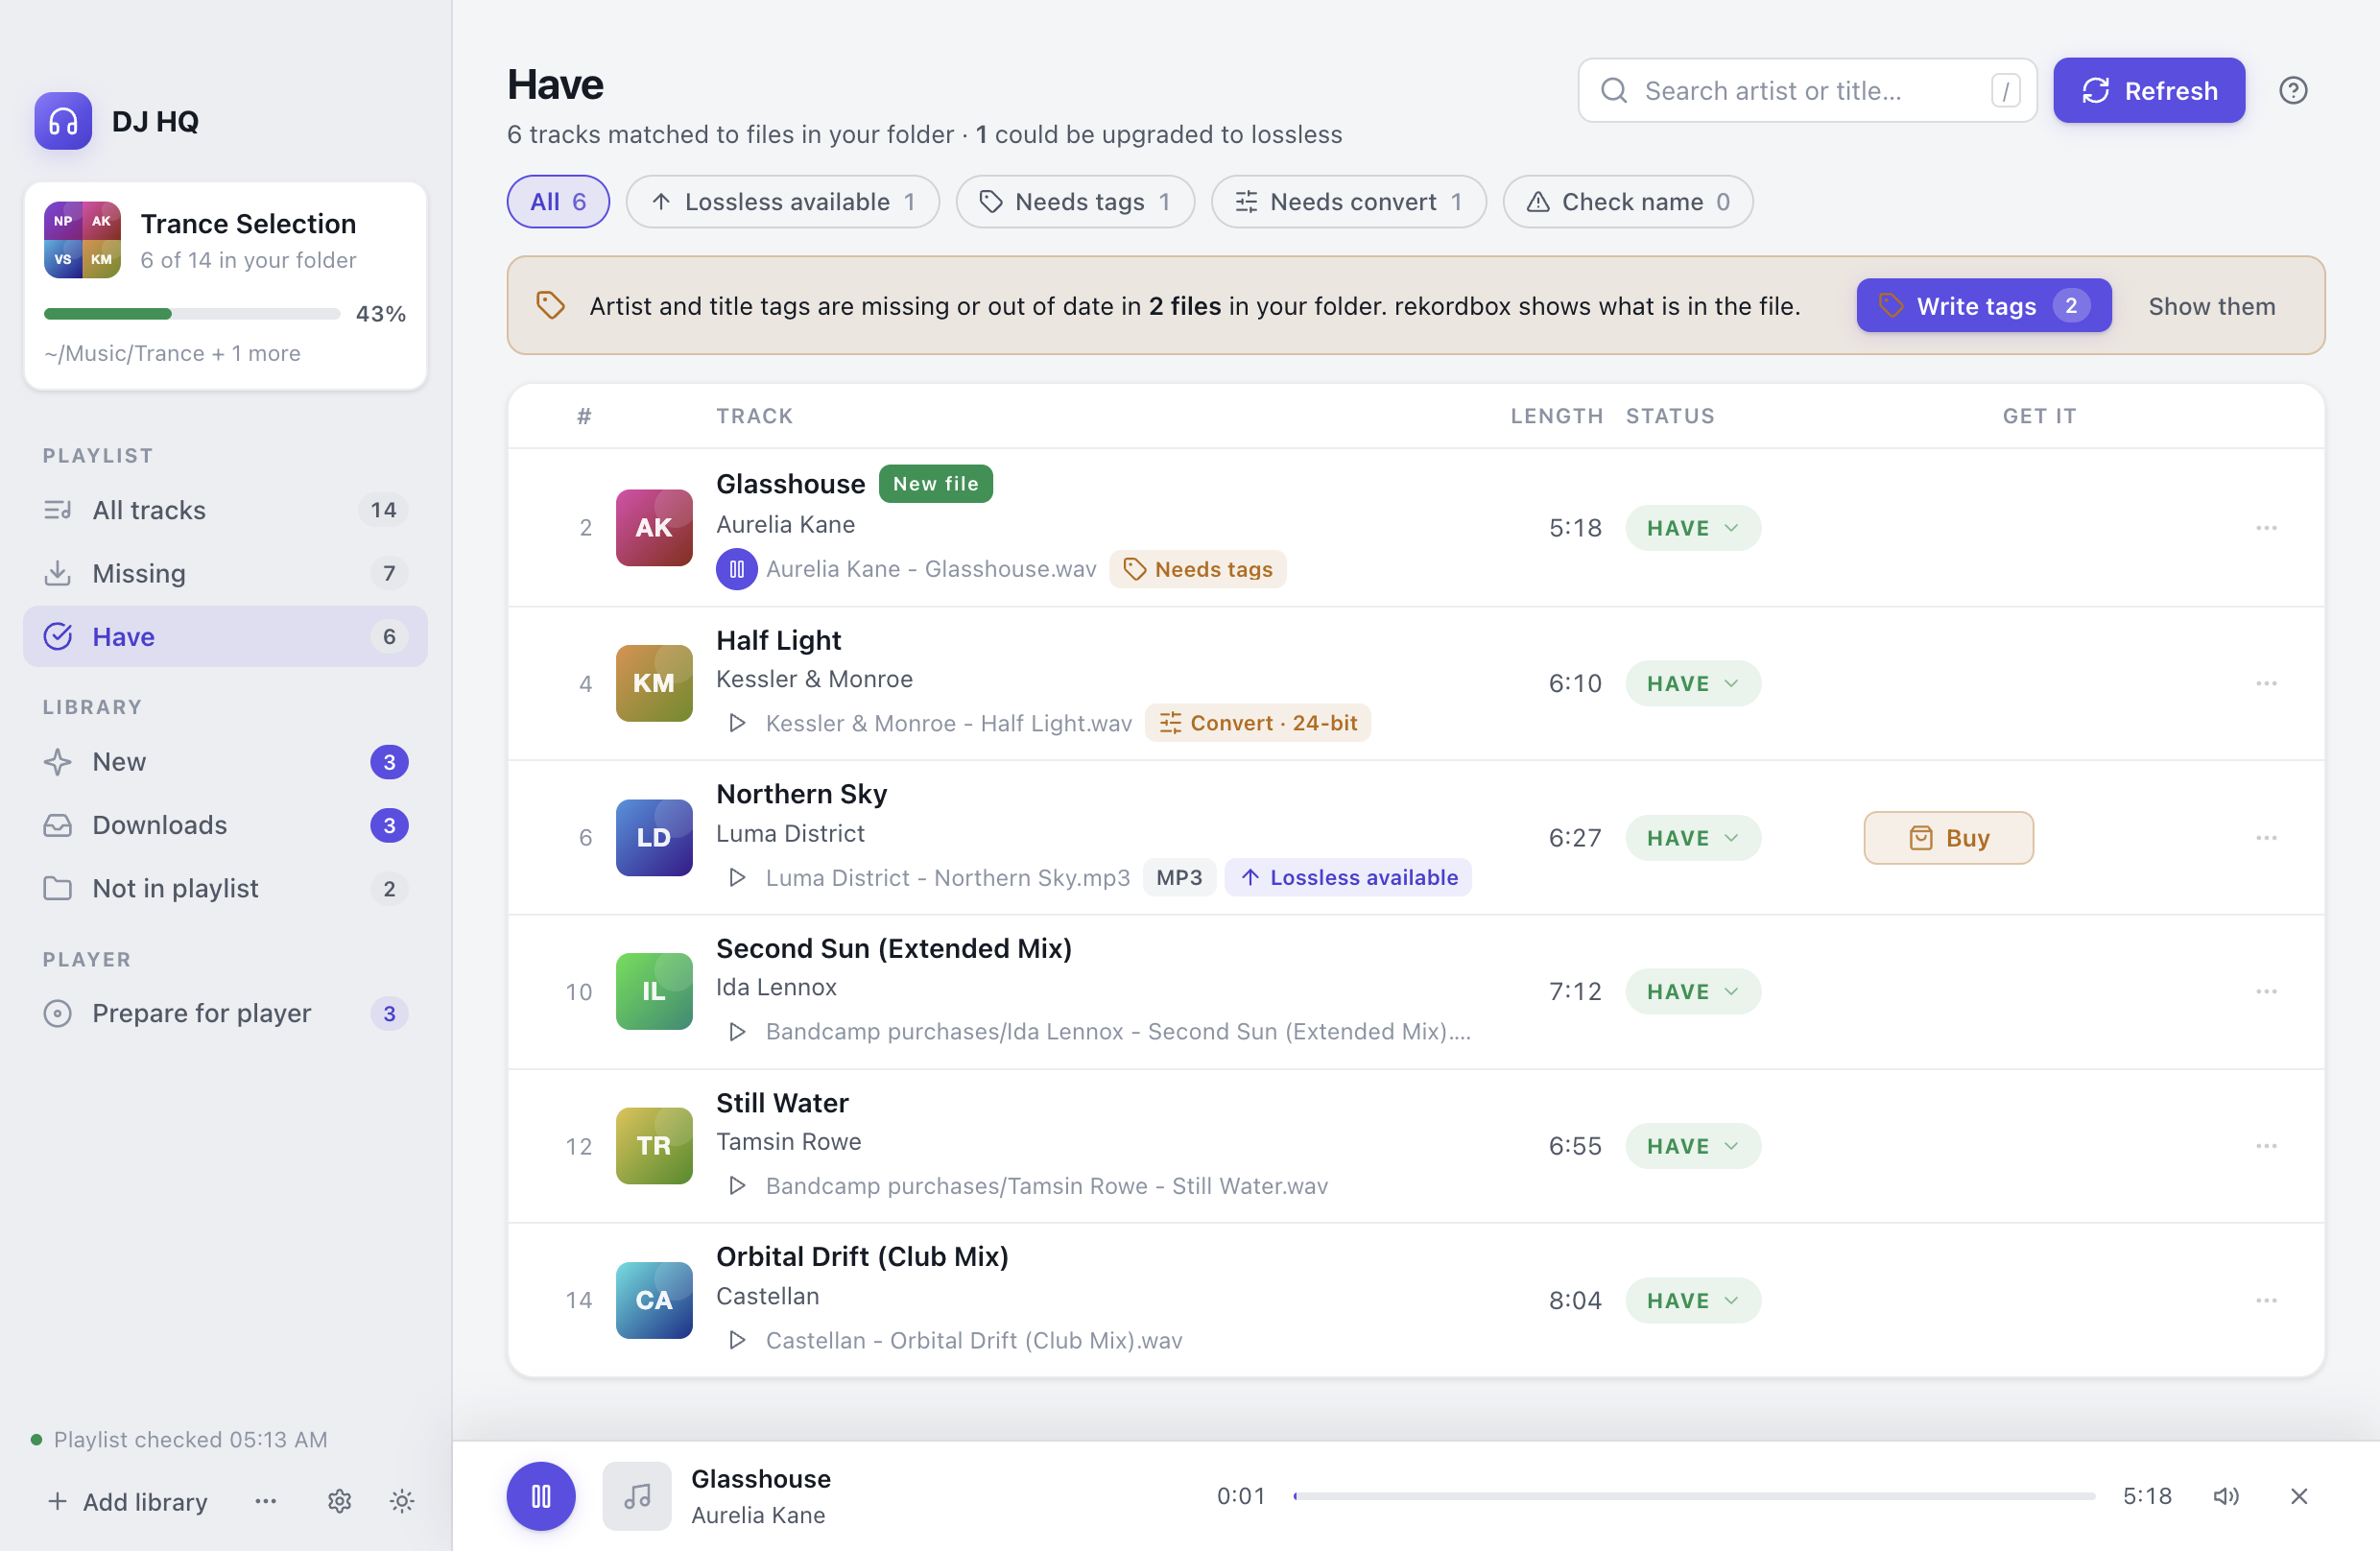 DJ HQ
NP AK
VS KM
Trance Selection
6 of 14 in your folder
43%
~/Music/Trance + 1 more
PLAYLIST
All tracks 14
Missing 7
Have 6
LIBRARY
New 3
Downloads 3
Not in playlist 2
PLAYER
Prepare for player 3
Playlist checked 05:13 AM
Add library
Have
6 tracks matched to files in your folder · 1 could be upgraded to lossless
Search artist or title... /
Refresh
All 6
Lossless available 1
Needs tags 1
Needs convert 1
Check name 0
Artist and title tags are missing or out of date in 2 files in your folder. rekordbox shows what is in the file.
Write tags 2
Show them
# TRACK LENGTH STATUS GET IT
2 AK Glasshouse New file
Aurelia Kane
Aurelia Kane - Glasshouse.wav Needs tags
5:18 HAVE
4 KM Half Light
Kessler & Monroe
Kessler & Monroe - Half Light.wav Convert · 24-bit
6:10 HAVE
6 LD Northern Sky
Luma District
Luma District - Northern Sky.mp3 MP3 Lossless available
6:27 HAVE Buy
10 IL Second Sun (Extended Mix)
Ida Lennox
Bandcamp purchases/Ida Lennox - Second Sun (Extended Mix)....
7:12 HAVE
12 TR Still Water
Tamsin Rowe
Bandcamp purchases/Tamsin Rowe - Still Water.wav
6:55 HAVE
14 CA Orbital Drift (Club Mix)
Castellan
Castellan - Orbital Drift (Club Mix).wav
8:04 HAVE
Glasshouse
Aurelia Kane
0:01 5:18